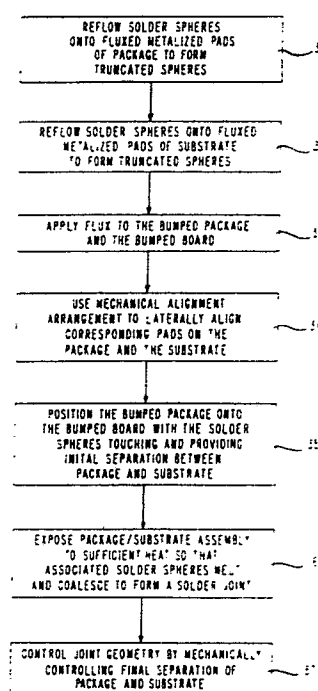 REFLOW SOLDER SPHERES
ONTO FLUXED METALIZED PADS
OF PACKAGE TO FORM
TRUNCATED SPHERES
REFLOW SOLDER SPHERES ONTO FLUXED
METALIZED PADS OF SUBSTRATE
TO FORM TRUNCATED SPHERES
APPLY FLUX TO THE BUMPED PACKAGE
AND THE BUMPED BOARD
USE MECHANICAL ALIGNMENT
ARRANGEMENT TO LATERALLY ALIGN
CORRESPONDING PADS ON THE
PACKAGE AND THE SUBSTRATE
POSITION THE BUMPED PACKAGE ONTO
THE BUMPED BOARD WITH THE SOLDER
SPHERES TOUCHING AND PROVIDING
INITAL SEPARATION BETWEEN
PACKAGE AND SUBSTRATE
EXPOSE PACKAGE/SUBSTRATE ASSEMBLY
TO SUFFICIENT HEAT SO THAT
ASSOCIATED SOLDER SPHERES MELT
AND COALESCE TO FORM A SOLDER JOINT
CONTROL JOINT GEOMETRY BY MECHANICALLY
CONTROLLING FINAL SEPARATION OF
PACKAGE AND SUBSTRATE